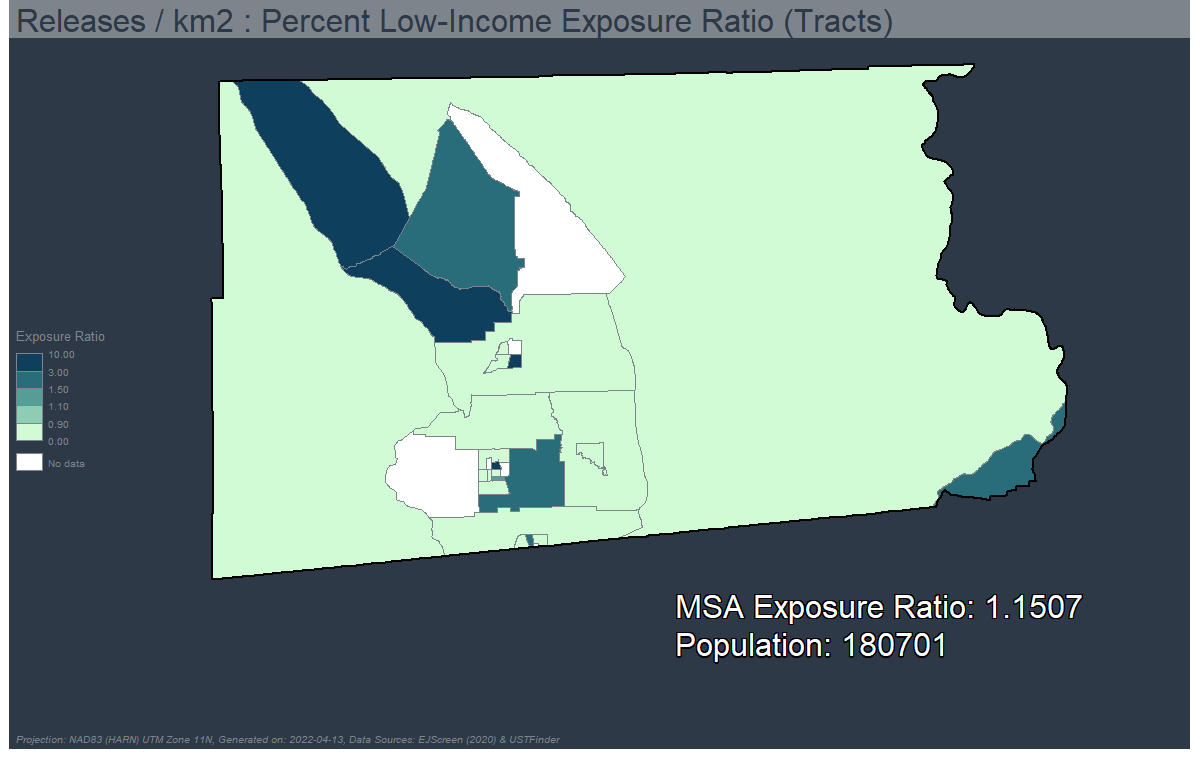 Releases / km2 : Percent Low-Income Exposure Ratio (Tracts)
Exposure Ratio
10.00
3.00
1.50
1.10
0.90
0.00
No data
MSA Exposure Ratio: 1.1507
Population: 180701
Projection: NAD83 (HARN) UTM Zone 11N, Generated on: 2022-04-13, Data Sources: EJScreen (2020) & USTFinder